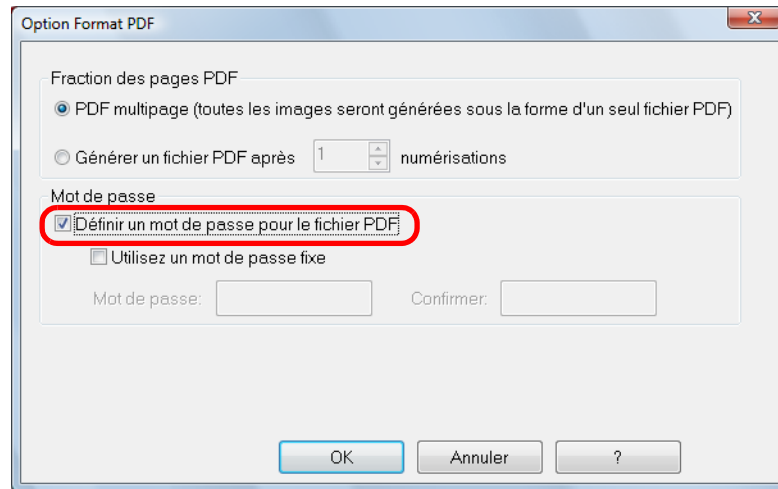 Option Format PDF
Fraction des pages PDF
PDF multipage (toutes les images seront générées sous la forme d'un seul fichier PDF)
Générer un fichier PDF après 1 numérisations
Mot de passe
Définir un mot de passe pour le fichier PDF
Utilisez un mot de passe fixe
Mot de passe: Confirmer:
OK Annuler ?